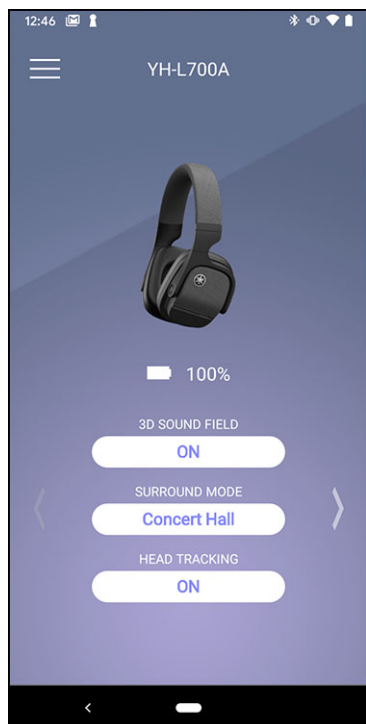 12:46
YH-L700A
100%
3D SOUND FIELD
ON
SURROUND MODE
Concert Hall
HEAD TRACKING
ON